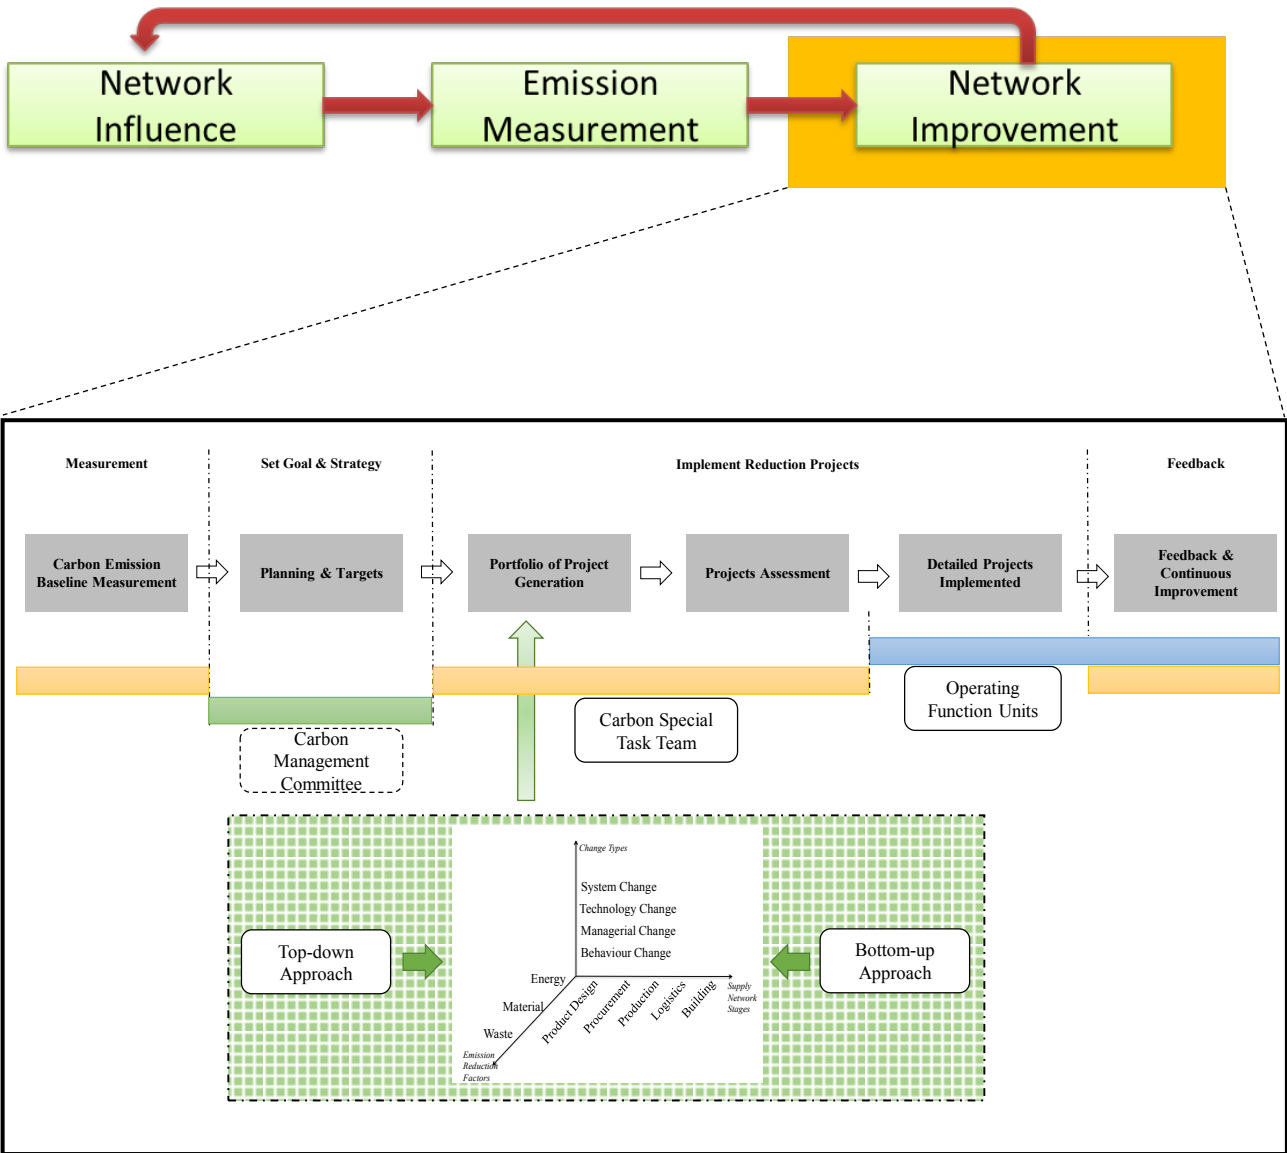 Network
Influence
Emission
Measurement
Network
Improvement
Measurement
Set Goal & Strategy
Implement Reduction Projects
Feedback
Carbon Emission
Baseline Measurement
Planning & Targets
Portfolio of Project
Generation
Projects Assessment
Detailed Projects
Implemented
Feedback &
Continuous
Improvement
Carbon
Management
Committee
Carbon Special
Task Team
Operating
Function Units
Top-down
Approach
Change Types
System Change
Technology Change
Managerial Change
Behaviour Change
Energy
Material
Waste
Emission
Reduction
Factors
Product Design
Procurement
Production
Logistics
Building
Supply
Network
Stages
Bottom-up
Approach